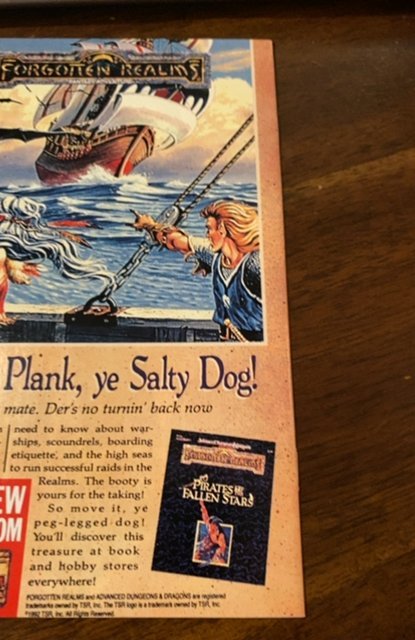 FORGOTTEN REALMS
Plank, ye Salty Dog!
mate. Der's no turnin' back now
need to know about war-
ships, scoundrels, boarding
etiquette, and the high seas
to run successful raids in the
Realms. The booty is
yours for the taking!
So move it, ye
peg-legged dog!
You'll discover this
treasure at book
and hobby stores
everywhere!
FORGOTTEN REALMS
PIRATES OF THE
FALLEN STARS
FORGOTTEN REALMS and ADVANCED DUNGEONS & DRAGONS are registered
trademarks owned by TSR, Inc. The TSR logo is a trademark owned by TSR, Inc.
©1992 TSR, Inc. All Rights Reserved.